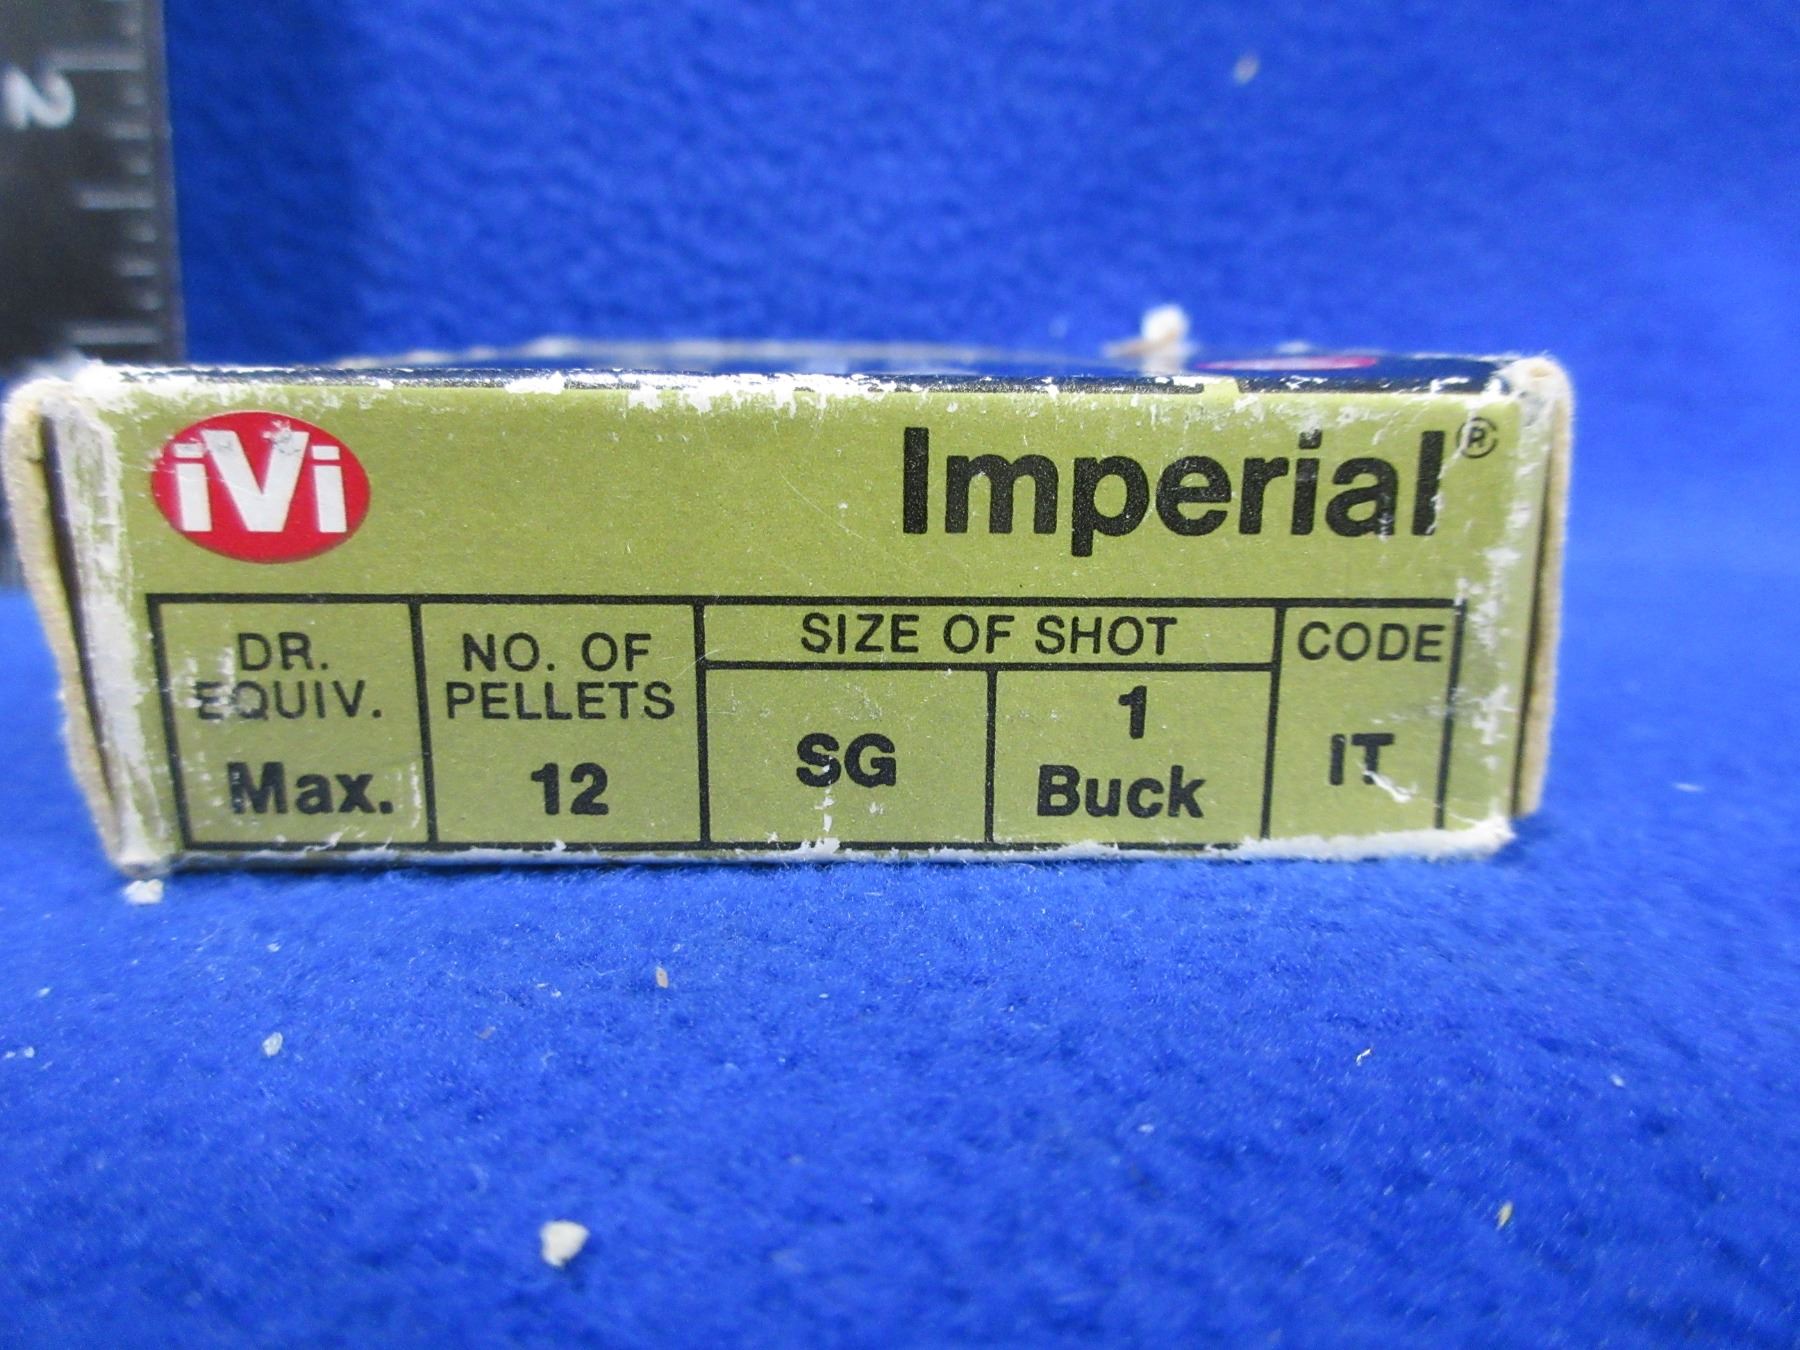 2
iVi
Imperial®
DR.
EQUIV.
Max.
NO. OF
PELLETS
12
SIZE OF SHOT
SG
1
Buck
CODE
IT